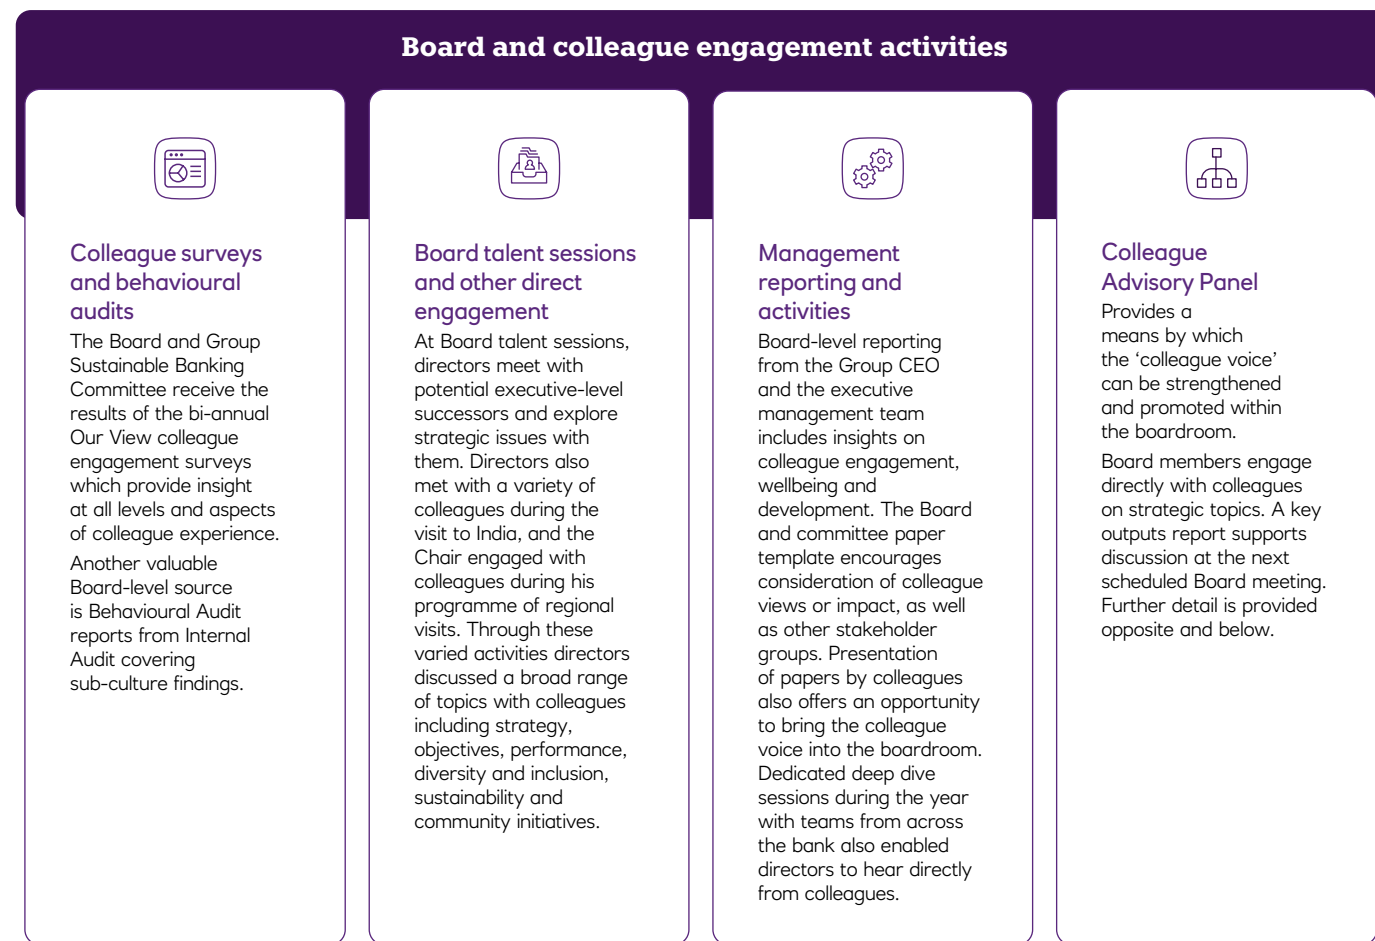 Board and colleague engagement activities
Colleague surveys
and behavioural
audits
The Board and Group
Sustainable Banking
Committee receive the
results of the bi-annual
Our View colleague
engagement surveys
which provide insight
at all levels and aspects
of colleague experience.
Another valuable
Board-level source
is Behavioural Audit
reports from Internal
Audit covering
sub-culture findings.
Board talent sessions
and other direct
engagement
At Board talent sessions,
directors meet with
potential executive-level
successors and explore
strategic issues with
them. Directors also
met with a variety of
colleagues during the
visit to India, and the
Chair engaged with
colleagues during his
programme of regional
visits. Through these
varied activities directors
discussed a broad range
of topics with colleagues
including strategy,
objectives, performance,
diversity and inclusion,
sustainability and
community initiatives.
Management
reporting and
activities
Board-level reporting
from the Group CEO
and the executive
management team
includes insights on
colleague engagement,
wellbeing and
development. The Board
and committee paper
template encourages
consideration of colleague
views or impact, as well
as other stakeholder
groups. Presentation
of papers by colleagues
also offers an opportunity
to bring the colleague
voice into the boardroom.
Dedicated deep dive
sessions during the year
with teams from across
the bank also enabled
directors to hear directly
from colleagues.
Colleague
Advisory Panel
Provides a
means by which
the ‘colleague voice’
can be strengthened
and promoted within
the boardroom.
Board members engage
directly with colleagues
on strategic topics. A key
outputs report supports
discussion at the next
scheduled Board meeting.
Further detail is provided
opposite and below.